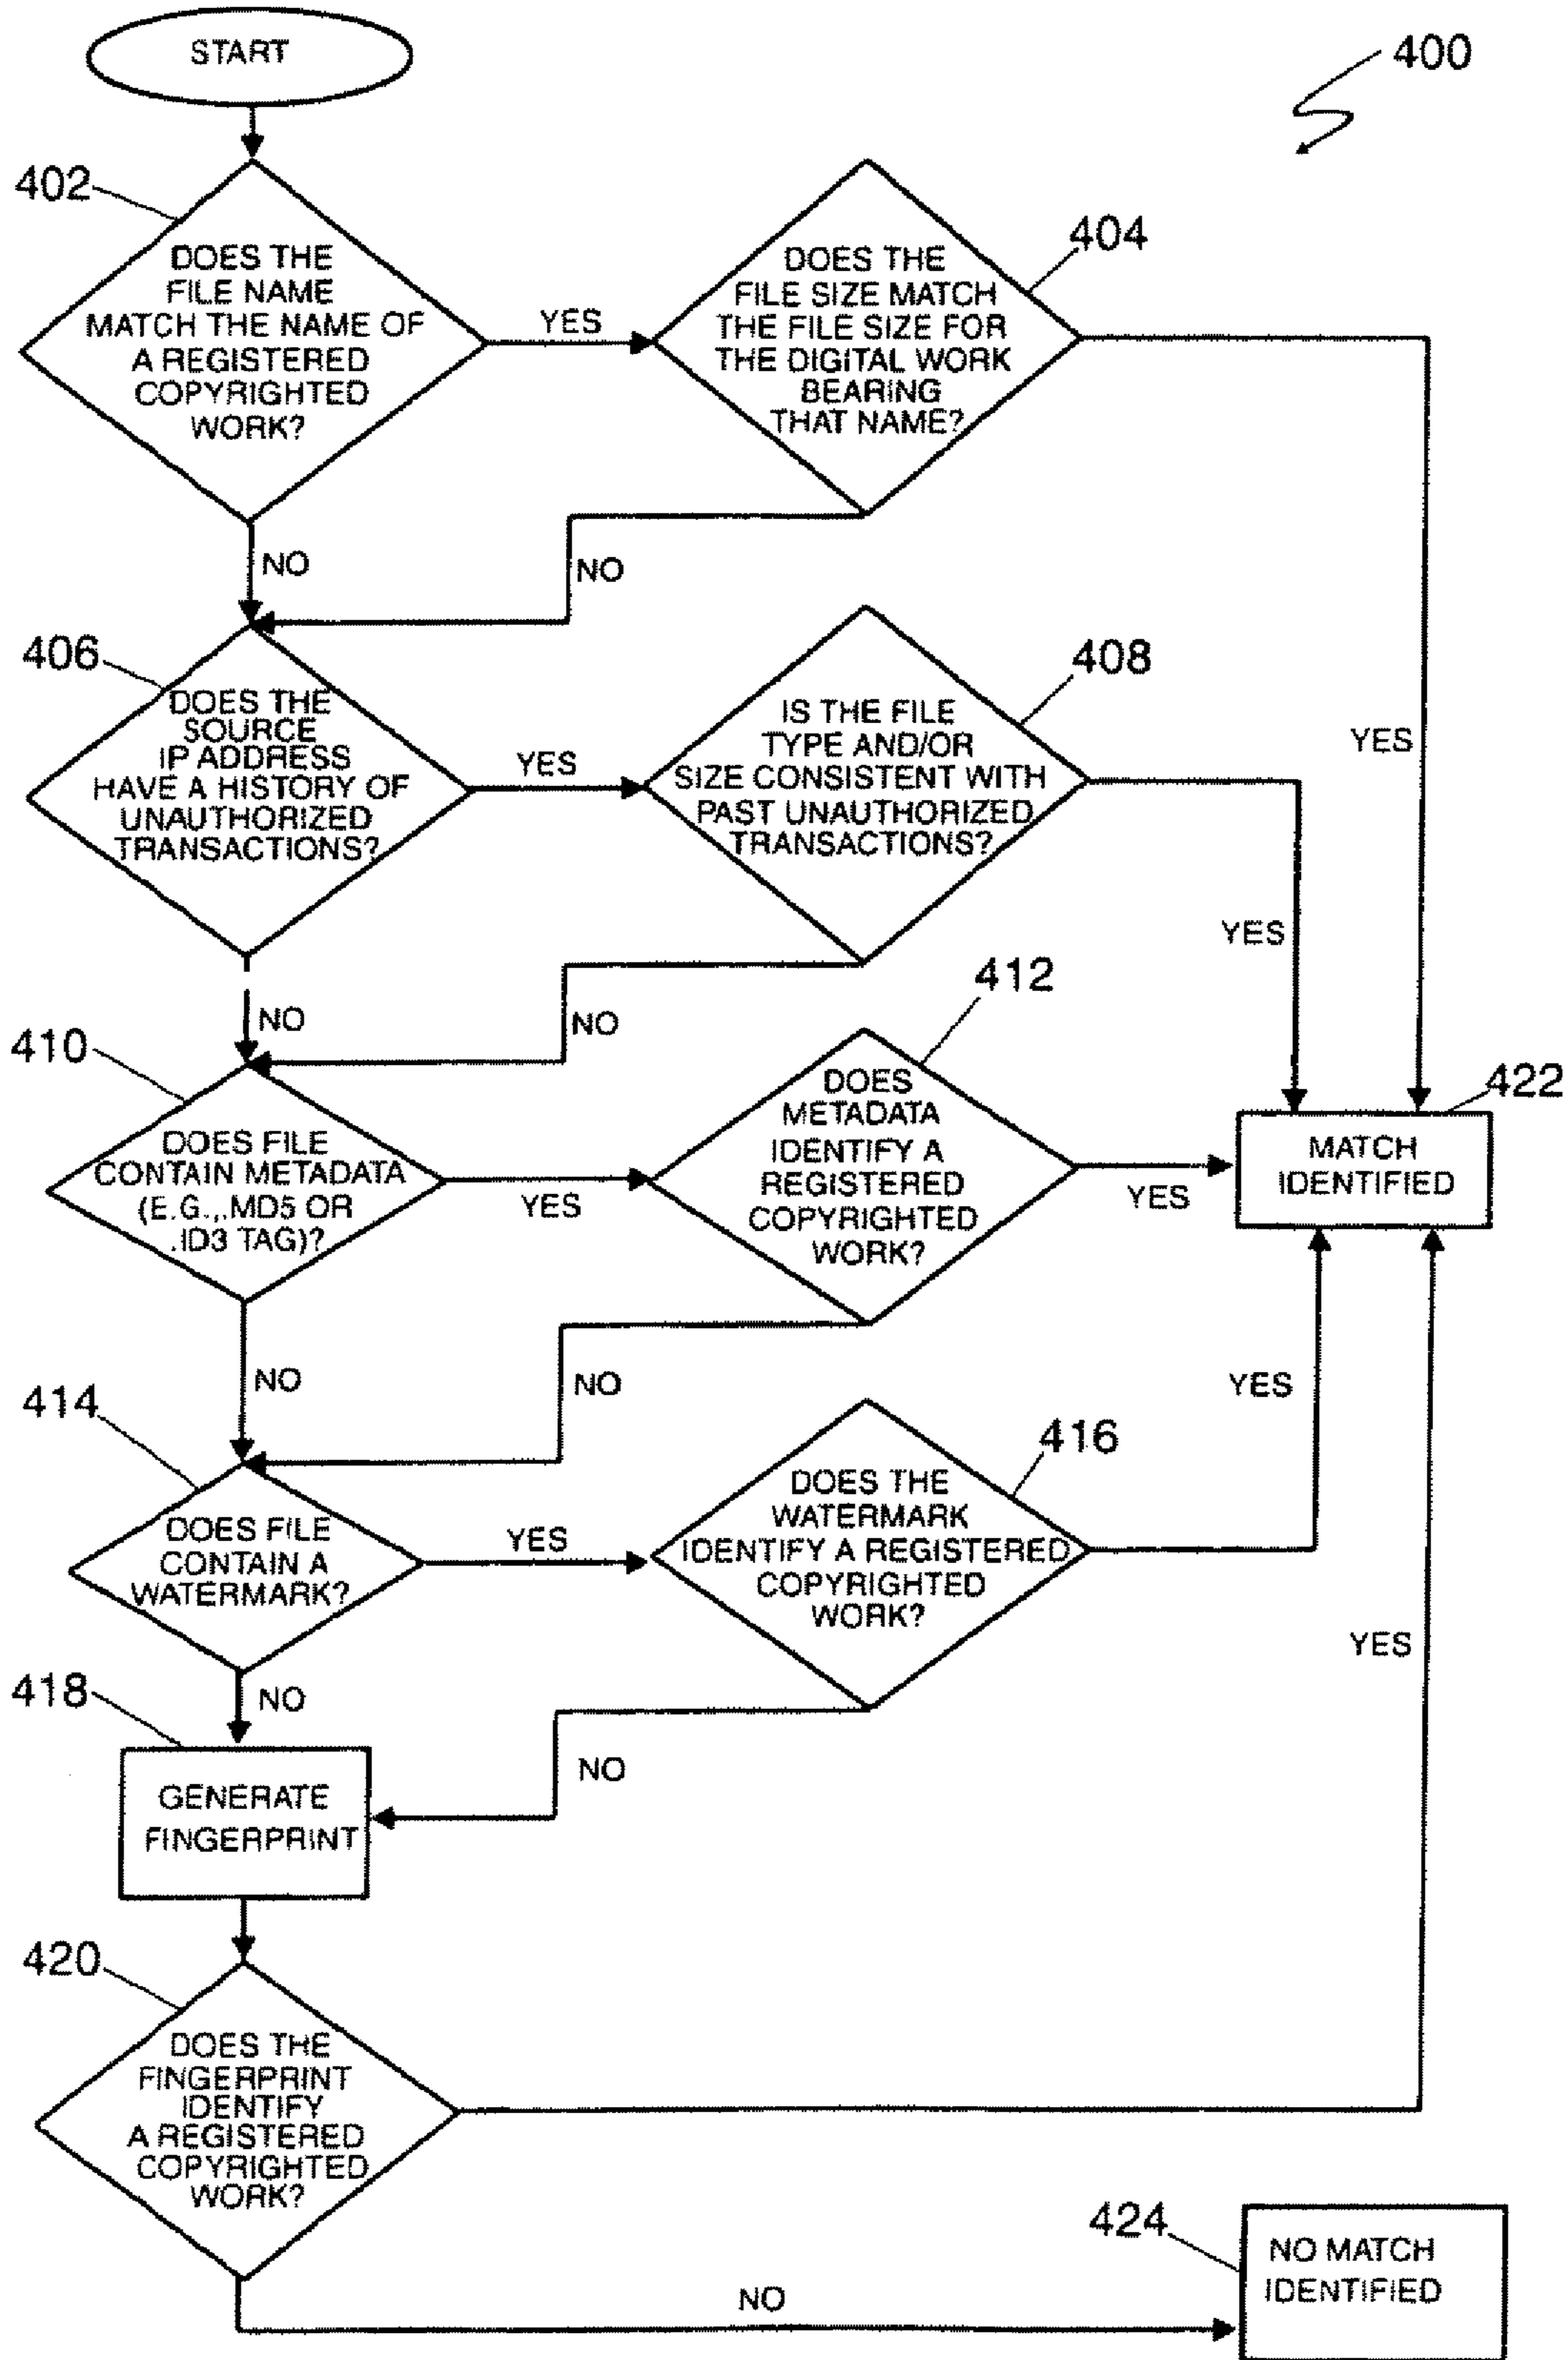 START
400
402
DOES THE
FILE NAME
MATCH THE NAME OF
A REGISTERED
COPYRIGHTED
WORK?
YES
404
DOES THE
FILE SIZE MATCH
THE FILE SIZE FOR
THE DIGITAL WORK
BEARING
THAT NAME?
YES
NO
NO
406
DOES THE
SOURCE
IP ADDRESS
HAVE A HISTORY OF
UNAUTHORIZED
TRANSACTIONS?
YES
408
IS THE FILE
TYPE AND/OR
SIZE CONSISTENT WITH
PAST UNAUTHORIZED
TRANSACTIONS?
YES
NO
NO
410
DOES FILE
CONTAIN METADATA
(E.G.,.MD5 OR
.ID3 TAG)?
YES
412
DOES
METADATA
IDENTIFY A
REGISTERED
COPYRIGHTED
WORK?
YES
422
MATCH
IDENTIFIED
NO
NO
414
DOES FILE
CONTAIN A
WATERMARK?
YES
416
DOES THE
WATERMARK
IDENTIFY A REGISTERED
COPYRIGHTED
WORK?
YES
NO
NO
418
GENERATE
FINGERPRINT
420
DOES THE
FINGERPRINT
IDENTIFY
A REGISTERED
COPYRIGHTED
WORK?
YES
NO
424
NO MATCH
IDENTIFIED